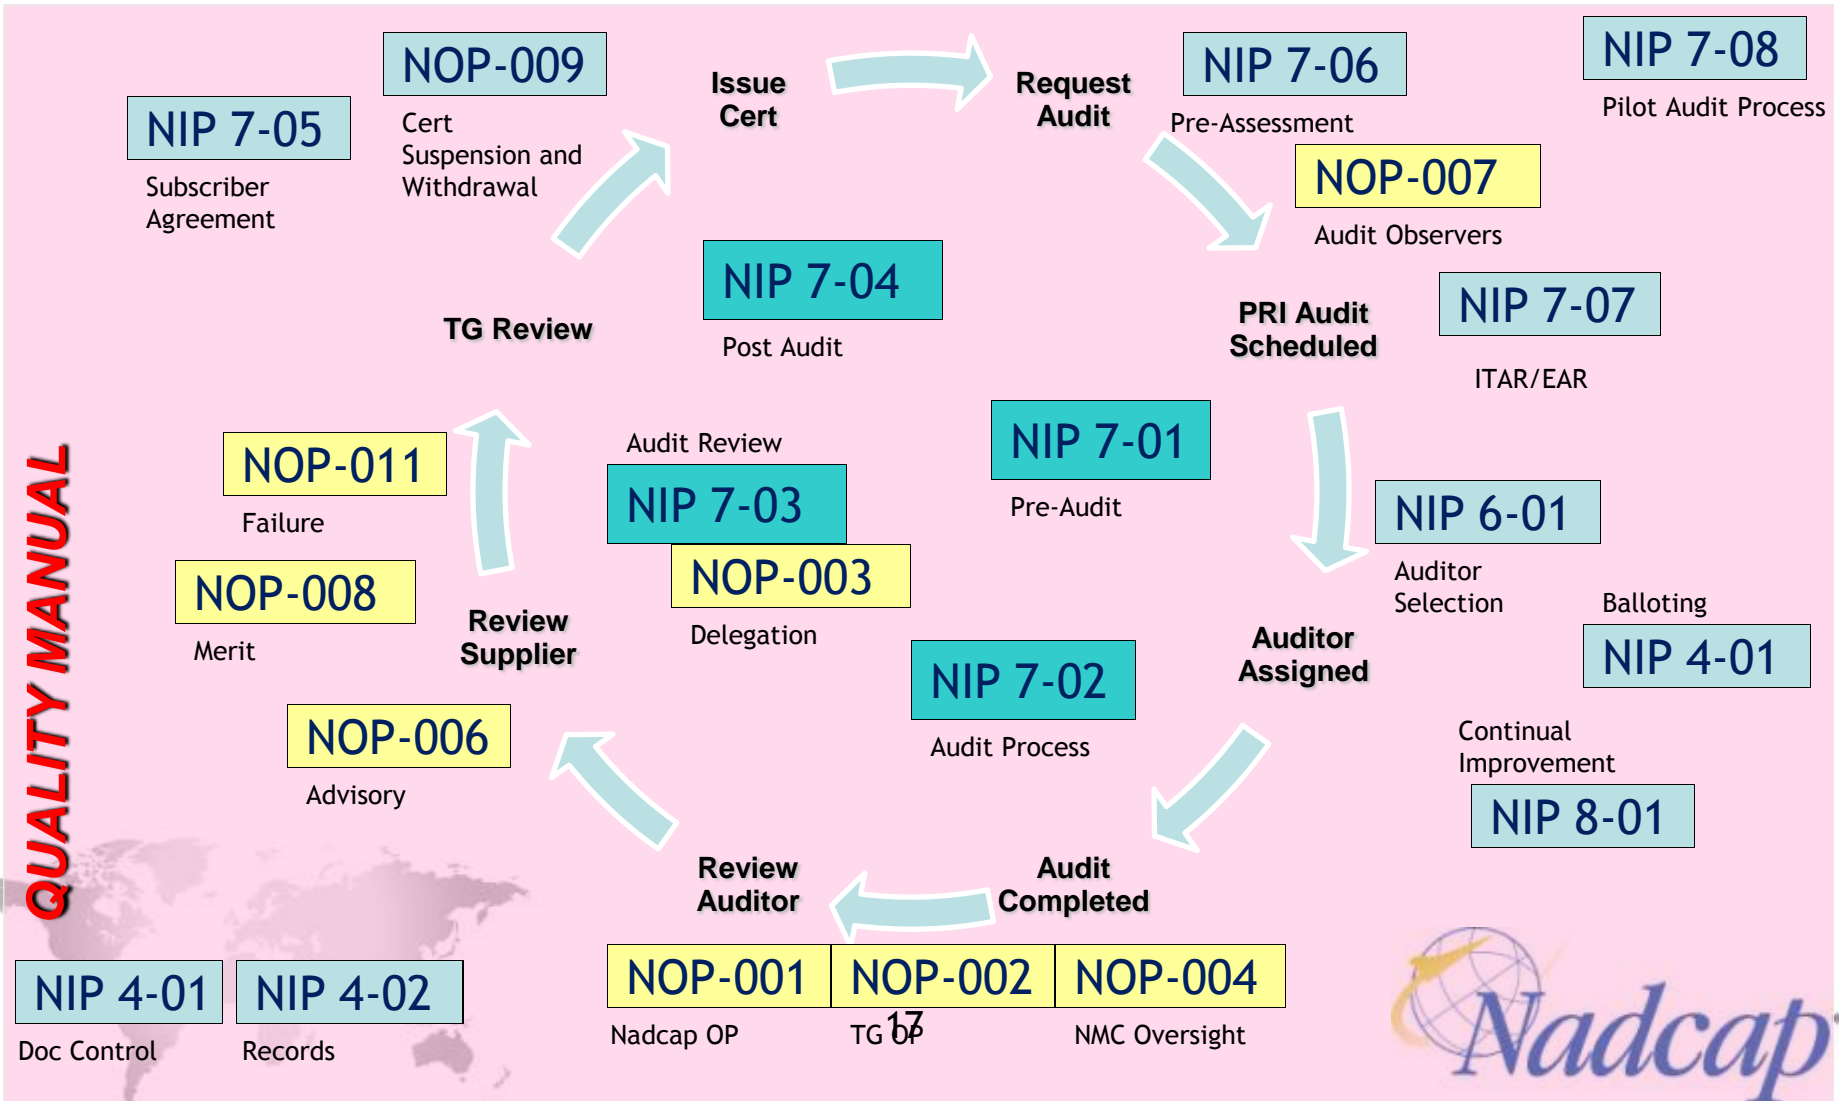 NOP-009
Cert
Suspension and
Withdrawal
NIP 7-05
Subscriber
Agreement
Issue
Cert
Request
Audit
NIP 7-06
Pre-Assessment
NIP 7-08
Pilot Audit Process
NOP-007
Audit Observers
NIP 7-04
Post Audit
TG Review
PRI Audit
Scheduled
NIP 7-07
ITAR/EAR
NIP 7-01
Pre-Audit
Audit Review
NIP 7-03
NOP-003
Delegation
NOP-011
Failure
NOP-008
Merit
Review
Supplier
NIP 6-01
Auditor
Selection
Balloting
NIP 4-01
Auditor
Assigned
NIP 7-02
Audit Process
Continual
Improvement
NIP 8-01
NOP-006
Advisory
QUALITY MANUAL
Review
Auditor
Audit
Completed
NOP-001
Nadcap OP
NOP-002
TG OP
17
NOP-004
NMC Oversight
NIP 4-01
Doc Control
NIP 4-02
Records
Nadcap